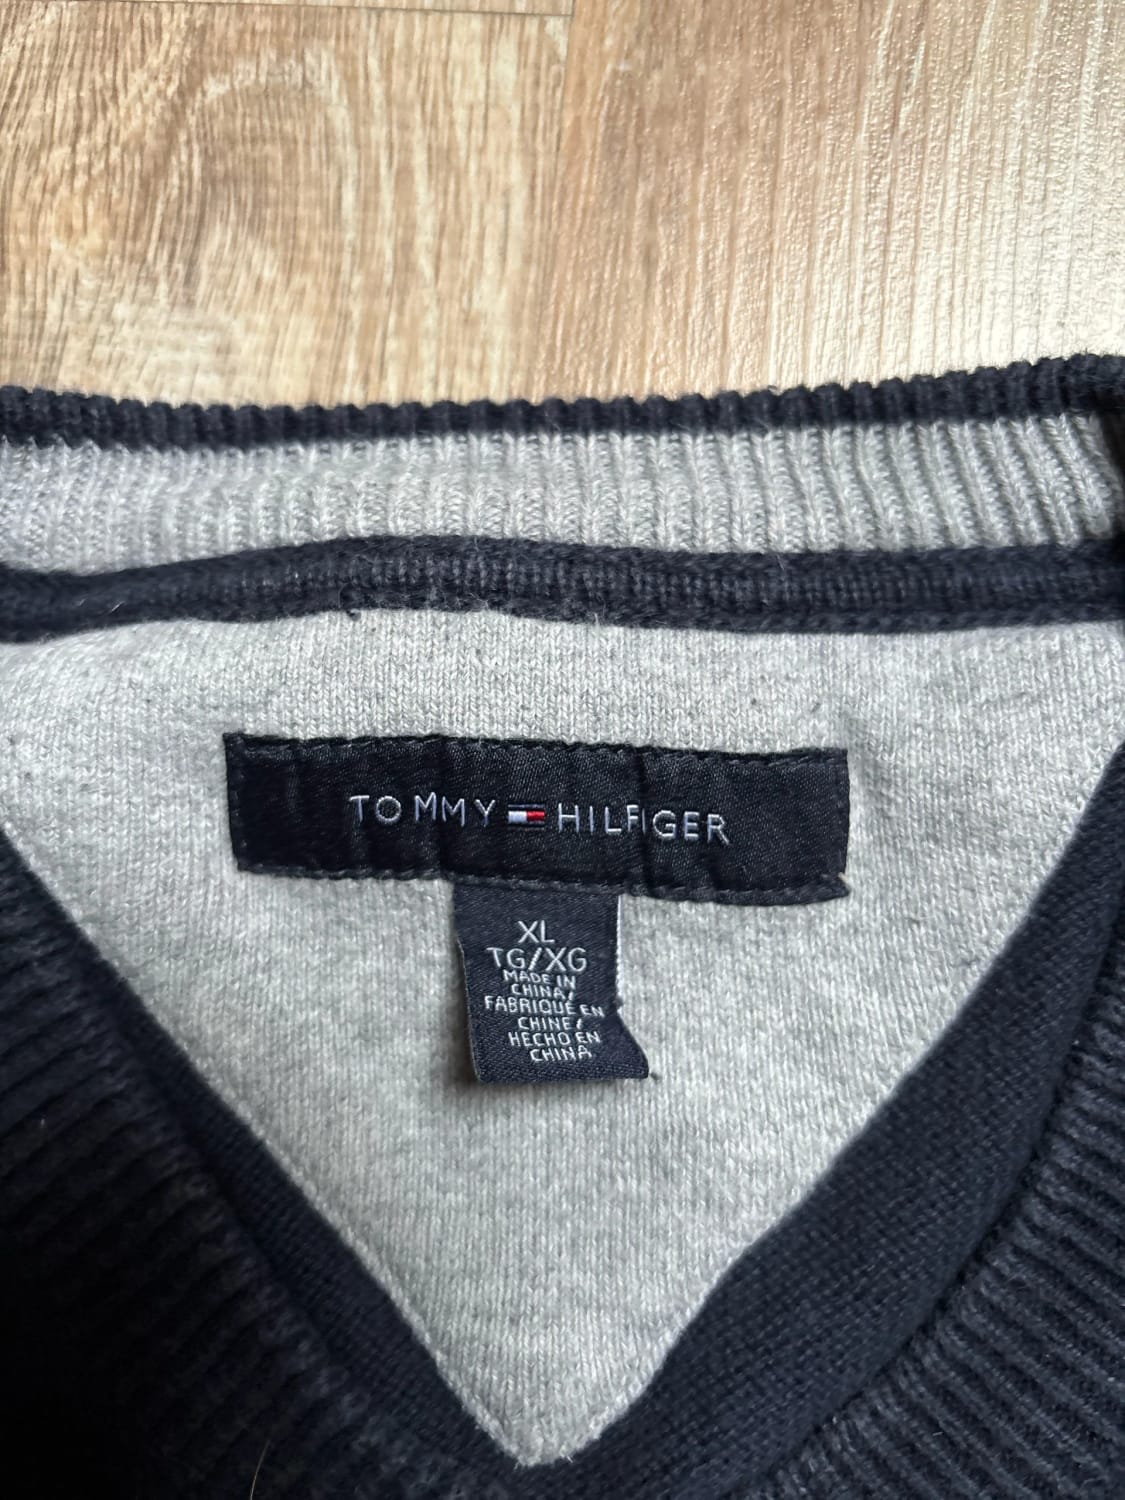 TOMMY HILFIGER
XL
TG/XG
MADE IN
CHINA/
FABRIQUÉ EN
CHINE/
HECHO EN
CHINA